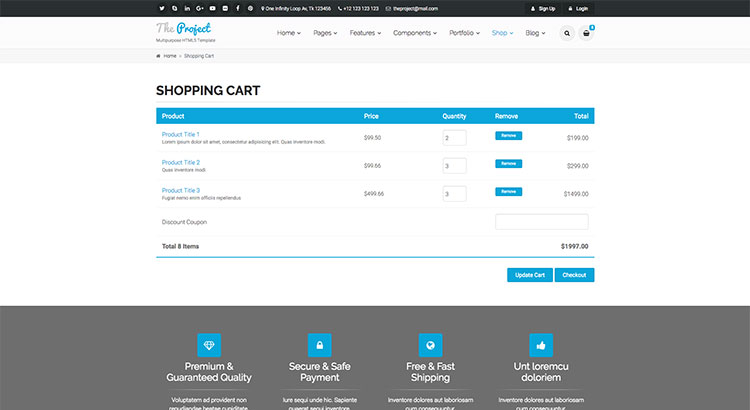 One Infinity Loop Av, Tk 123456 +12 123 123 123 theproject@mail.com Sign Up Login
The Project
Multipurpose HTML5 Template
Home Pages Features Components Portfolio Shop Blog
Home Shopping Cart
SHOPPING CART
Product Price Quantity Remove Total
Product Title 1
Lorem ipsum dolor sit amet, consectetur adipisicing elit. Quas inventore modi.
$99.50 2 Remove $199.00
Product Title 2
Quas inventore modi.
$99.66 3 Remove $299.00
Product Title 3
Fugiat nemo enim officiis repellendus
$499.66 3 Remove $1499.00
Discount Coupon
Total 8 Items $1997.00
Update Cart Checkout
Premium & Guaranteed Quality
Secure & Safe Payment
Free & Fast Shipping
Unt loremcu doloriem
Voluptatem ad provident non
repudiandae beatae cupiditate
Iure sequi unde hic. Sapiente
quaerat sequi inventore
Inventore dolores aut laboriosam
cum consequuntur
Inventore dolores aut laboriosam
cum consequuntur